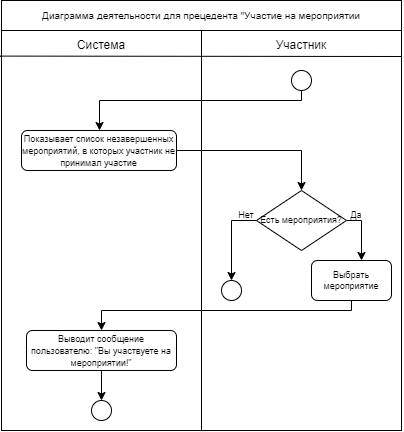 Диаграмма деятельности для прецедента "Участие на мероприятии
Система
Участник
Показывает список незавершенных
мероприятий, в которых участник не
принимал участие
Нет
Есть мероприятия?
Да
Выбрать
мероприятие
Выводит сообщение
пользователю: "Вы участвуете на
мероприятии!"